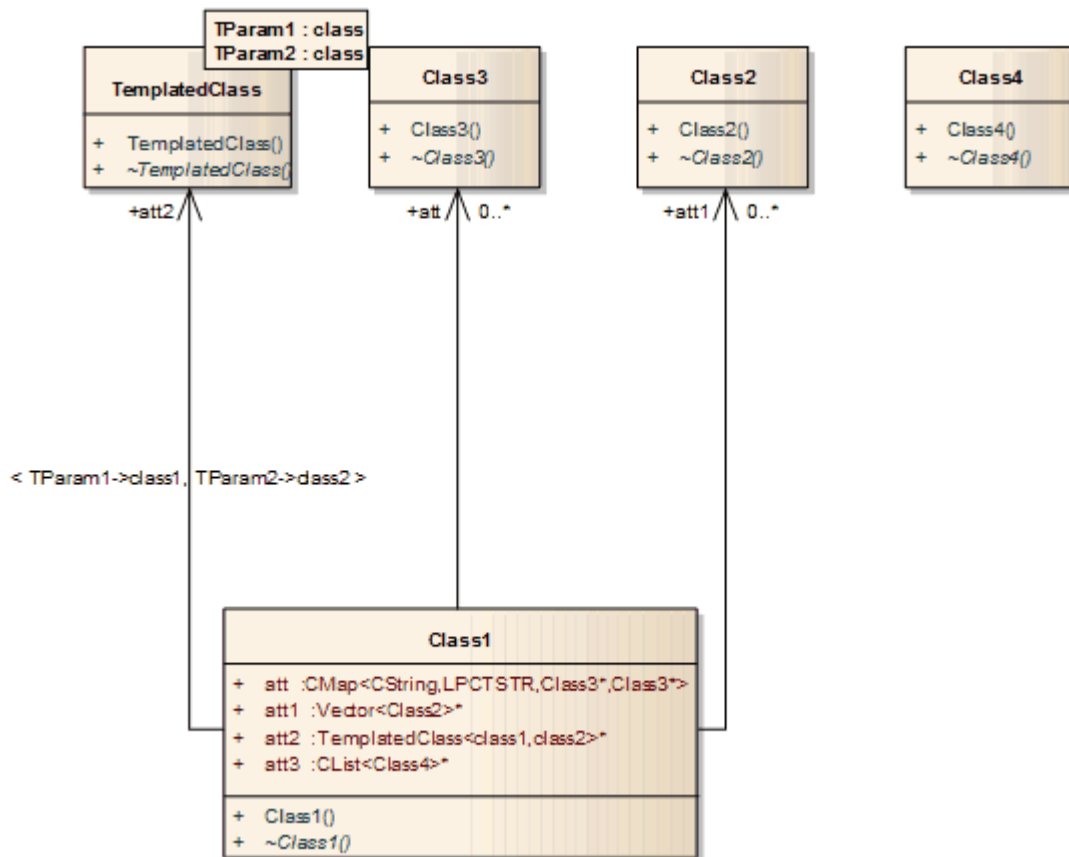 TParam1 : class
TParam2 : class
TemplatedClass
+ TemplatedClass()
+ ~TemplatedClass()
Class3
+ Class3()
+ ~Class3()
Class2
+ Class2()
+ ~Class2()
Class4
+ Class4()
+ ~Class4()
+att2
+att 0..*
+att1 0..*
< TParam1->class1, TParam2->class2 >
Class1
+ att :CMap<CString,LPCTSTR,Class3*,Class3*>
+ att1 :Vector<Class2>*
+ att2 :TemplatedClass<class1,class2>*
+ att3 :CList<Class4>*
+ Class1()
+ ~Class1()